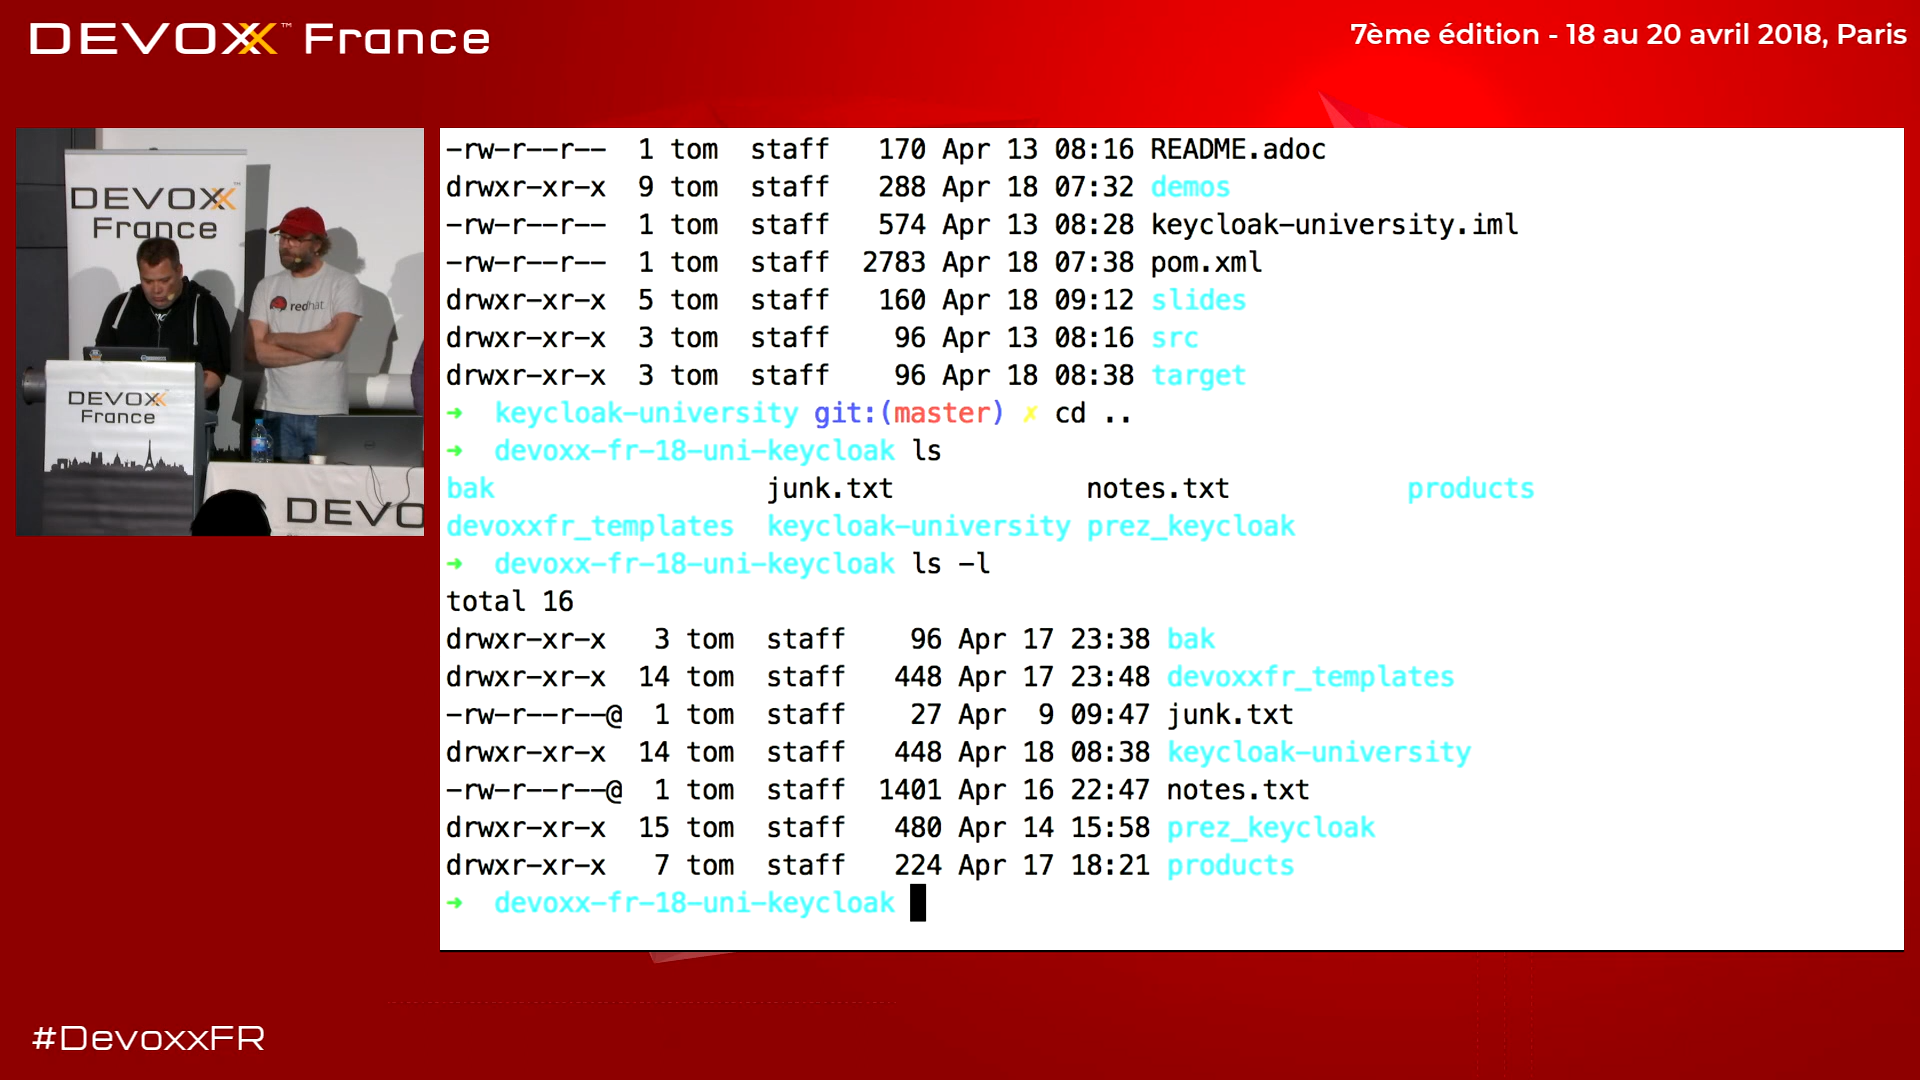 DEVOXX™ France
7ème édition - 18 au 20 avril 2018, Paris
DEVOXX™
France
redhat
DEVOXX
France
DEVO
-rw-r--r--  1 tom  staff   170 Apr 13 08:16 README.adoc
drwxr-xr-x  9 tom  staff   288 Apr 18 07:32 demos
-rw-r--r--  1 tom  staff   574 Apr 13 08:28 keycloak-university.iml
-rw-r--r--  1 tom  staff  2783 Apr 18 07:38 pom.xml
drwxr-xr-x  5 tom  staff   160 Apr 18 09:12 slides
drwxr-xr-x  3 tom  staff    96 Apr 13 08:16 src
drwxr-xr-x  3 tom  staff    96 Apr 18 08:38 target
➜  keycloak-university git:(master) ✗ cd ..
➜  devoxx-fr-18-uni-keycloak ls
bak                 junk.txt            notes.txt           products
devoxxfr_templates  keycloak-university prez_keycloak
➜  devoxx-fr-18-uni-keycloak ls -l
total 16
drwxr-xr-x   3 tom  staff    96 Apr 17 23:38 bak
drwxr-xr-x  14 tom  staff   448 Apr 17 23:48 devoxxfr_templates
-rw-r--r--@  1 tom  staff    27 Apr  9 09:47 junk.txt
drwxr-xr-x  14 tom  staff   448 Apr 18 08:38 keycloak-university
-rw-r--r--@  1 tom  staff  1401 Apr 16 22:47 notes.txt
drwxr-xr-x  15 tom  staff   480 Apr 14 15:58 prez_keycloak
drwxr-xr-x   7 tom  staff   224 Apr 17 18:21 products
➜  devoxx-fr-18-uni-keycloak
#DevoxxFR